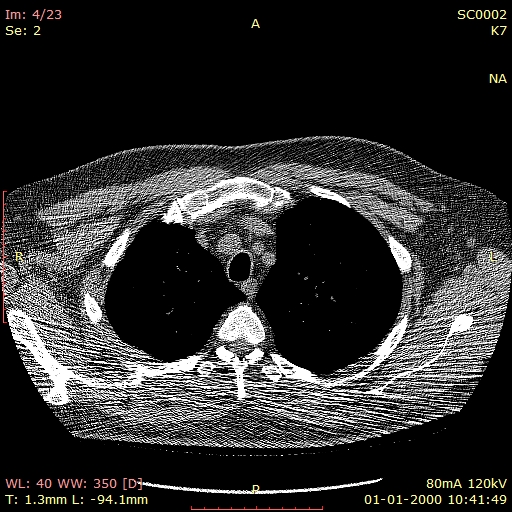 Im: 4/23
Se: 2
A
SC0002
K7
NA
R
L
WL: 40 WW: 350 [D]
T: 1.3mm L: -94.1mm
P
80mA 120kV
01-01-2000 10:41:49